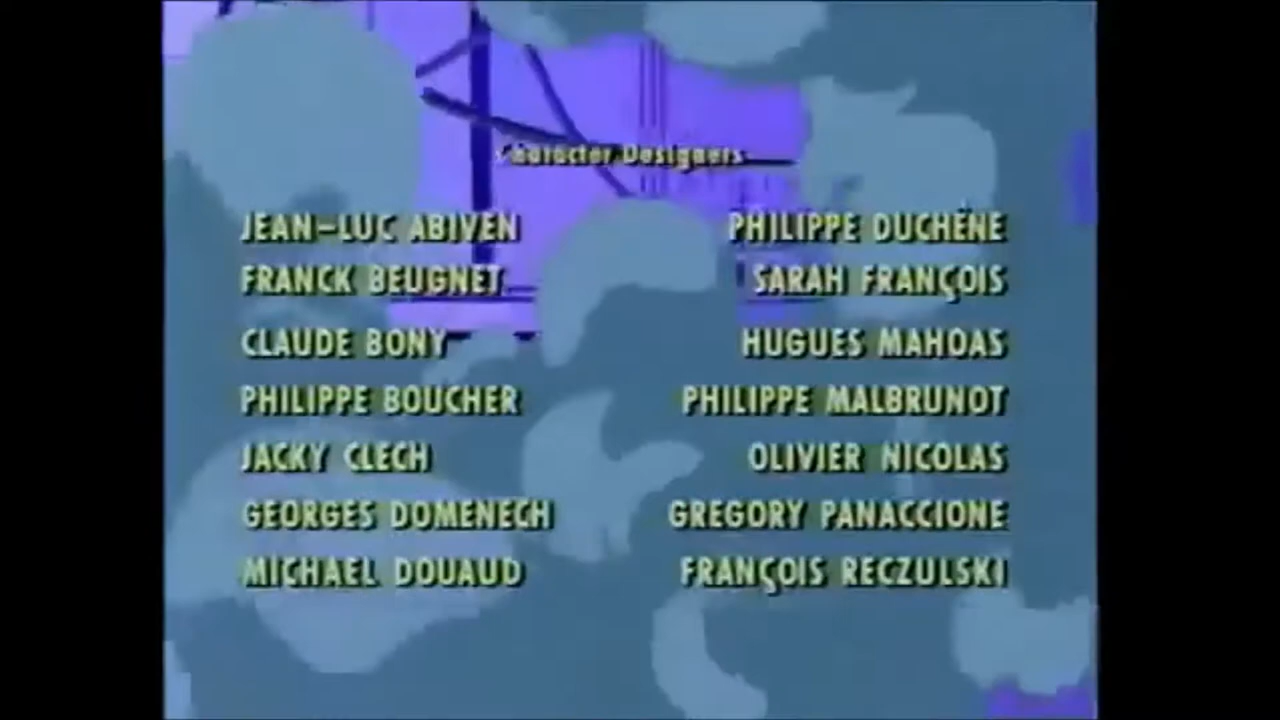 Character Designers
JEAN-LUC ABIVEN
PHILIPPE DUCHÊNE
FRANCK BEUGNET
SARAH FRANÇOIS
CLAUDE BONY
HUGUES MAHOAS
PHILIPPE BOUCHER
PHILIPPE MALBRUNOT
JACKY CLECH
OLIVIER NICOLAS
GEORGES DOMENECH
GREGORY PANACCIONE
MICHAEL DOUAUD
FRANÇOIS RECZULSKI